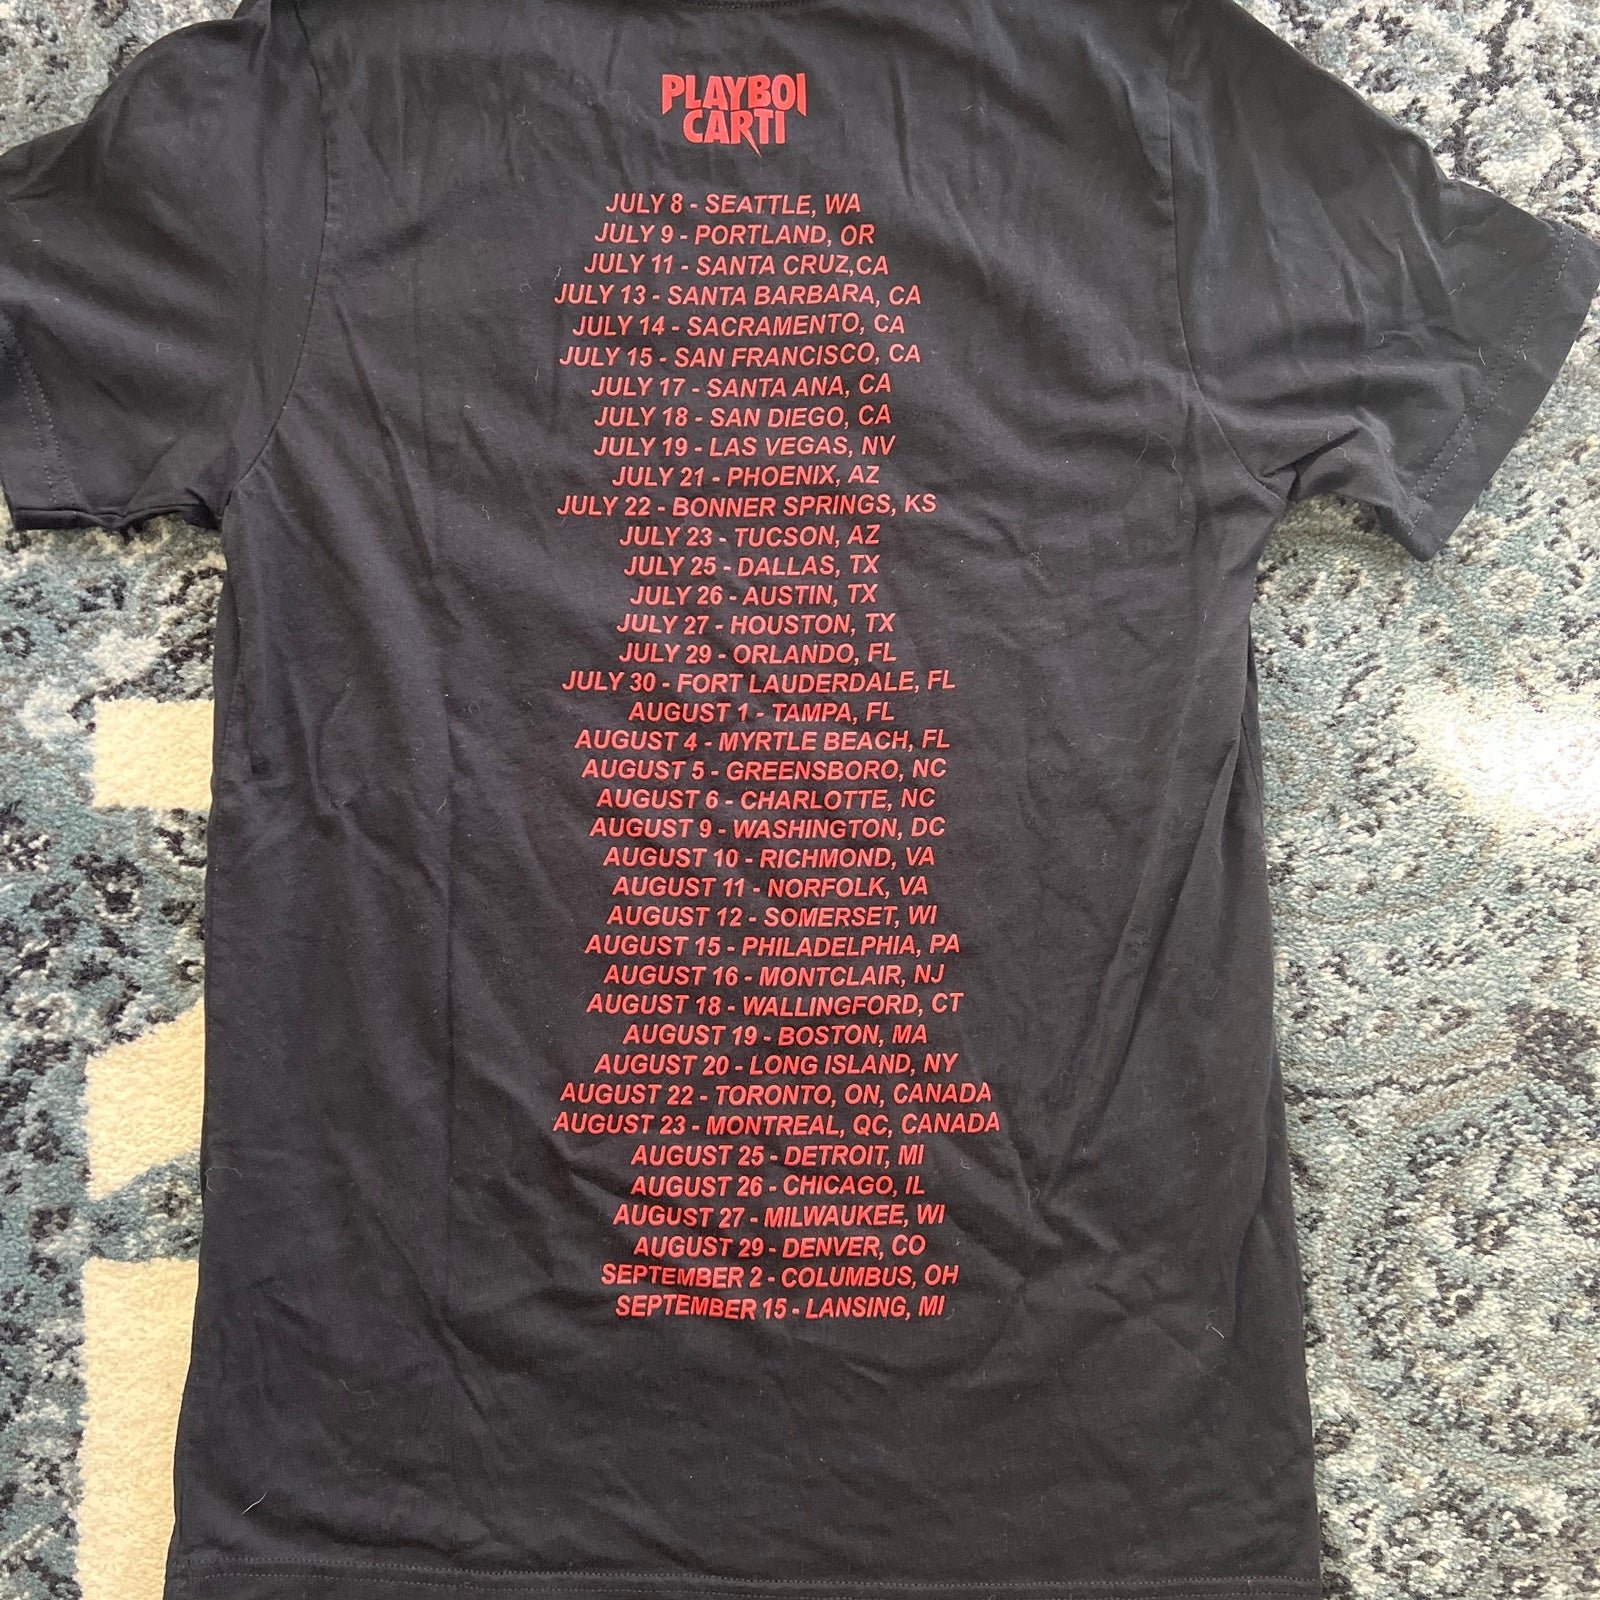 PLAYBOI
CARTI
JULY 8 - SEATTLE, WA
JULY 9 - PORTLAND, OR
JULY 11 - SANTA CRUZ,CA
JULY 13 - SANTA BARBARA, CA
JULY 14 - SACRAMENTO, CA
JULY 15 - SAN FRANCISCO, CA
JULY 17 - SANTA ANA, CA
JULY 18 - SAN DIEGO, CA
JULY 19 - LAS VEGAS, NV
JULY 21 - PHOENIX, AZ
JULY 22 - BONNER SPRINGS, KS
JULY 23 - TUCSON, AZ
JULY 25 - DALLAS, TX
JULY 26 - AUSTIN, TX
JULY 27 - HOUSTON, TX
JULY 29 - ORLANDO, FL
JULY 30 - FORT LAUDERDALE, FL
AUGUST 1 - TAMPA, FL
AUGUST 4 - MYRTLE BEACH, FL
AUGUST 5 - GREENSBORO, NC
AUGUST 6 - CHARLOTTE, NC
AUGUST 9 - WASHINGTON, DC
AUGUST 10 - RICHMOND, VA
AUGUST 11 - NORFOLK, VA
AUGUST 12 - SOMERSET, WI
AUGUST 15 - PHILADELPHIA, PA
AUGUST 16 - MONTCLAIR, NJ
AUGUST 18 - WALLINGFORD, CT
AUGUST 19 - BOSTON, MA
AUGUST 20 - LONG ISLAND, NY
AUGUST 22 - TORONTO, ON, CANADA
AUGUST 23 - MONTREAL, QC, CANADA
AUGUST 25 - DETROIT, MI
AUGUST 26 - CHICAGO, IL
AUGUST 27 - MILWAUKEE, WI
AUGUST 29 - DENVER, CO
SEPTEMBER 2 - COLUMBUS, OH
SEPTEMBER 15 - LANSING, MI